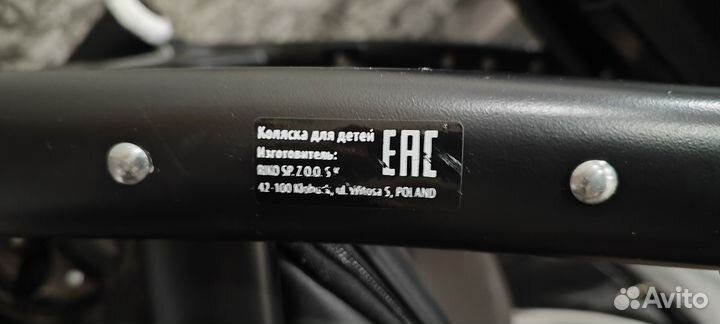 Коляска для детей
Изготовитель:
RIKO SP. Z O.O. S
42-100 ul. Witosa 5, POLAND
EAC
Avito